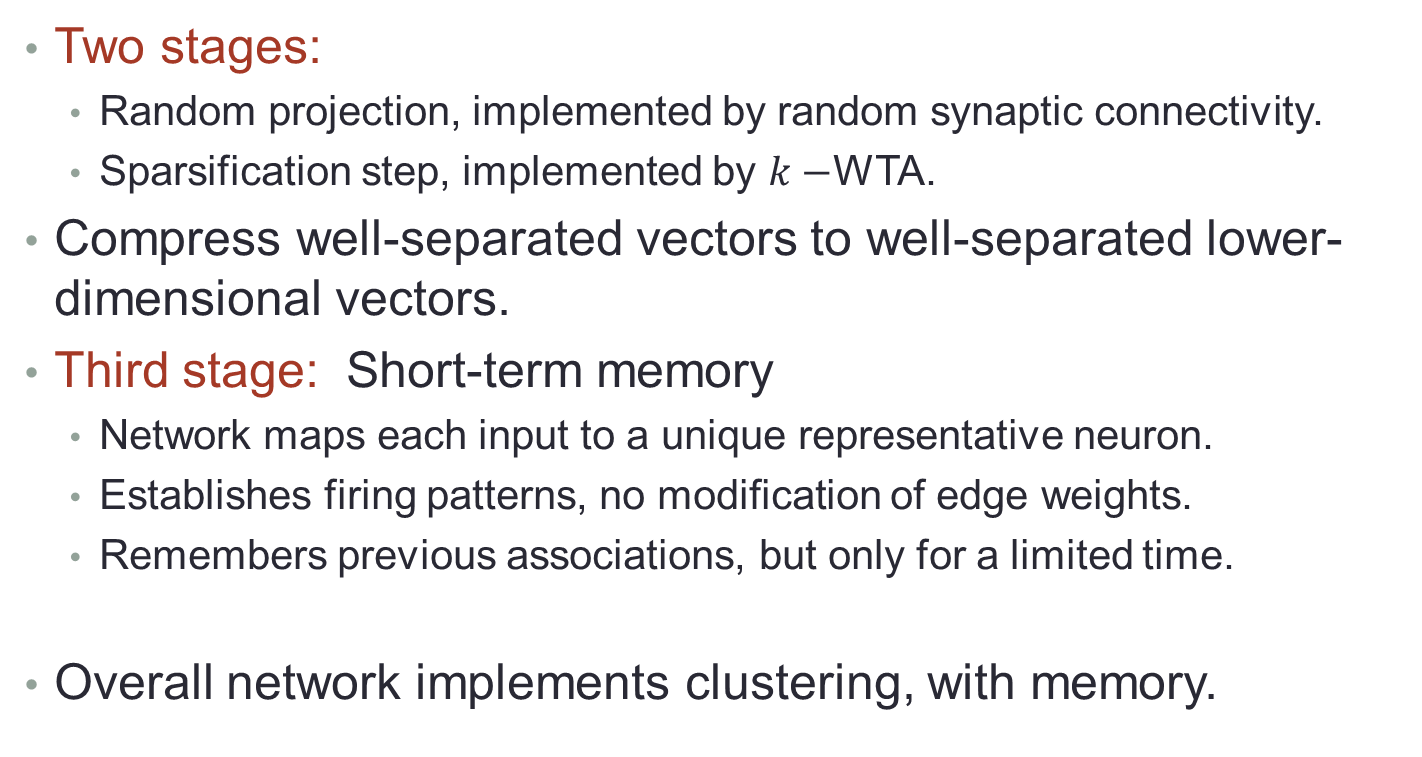 • Two stages:
• Random projection, implemented by random synaptic connectivity.
• Sparsification step, implemented by k −WTA.
• Compress well-separated vectors to well-separated lower-
dimensional vectors.
• Third stage: Short-term memory
• Network maps each input to a unique representative neuron.
• Establishes firing patterns, no modification of edge weights.
• Remembers previous associations, but only for a limited time.
• Overall network implements clustering, with memory.